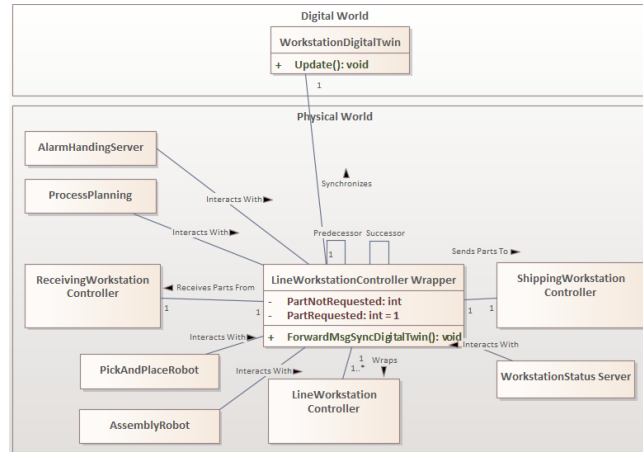 Digital World
WorkstationDigitalTwin
+ Update(): void
1
Physical World
AlarmHandingServer
Synchronizes
ProcessPlanning
Interacts With
Interacts With
Predecessor
Successor
1
Sends Parts To
ReceivingWorkstation
Controller
Receives Parts From
1
1
LineWorkstationController Wrapper
- PartNotRequested: int
- PartRequested: int = 1
+ ForwardMsgSyncDigitalTwin(): void
1
1
ShippingWorkstation
Controller
Interacts With
Interacts With
PickAndPlaceRobot
Interacts With
1
1..*
Wraps
WorkstationStatus Server
LineWorkstation
Controller
AssemblyRobot